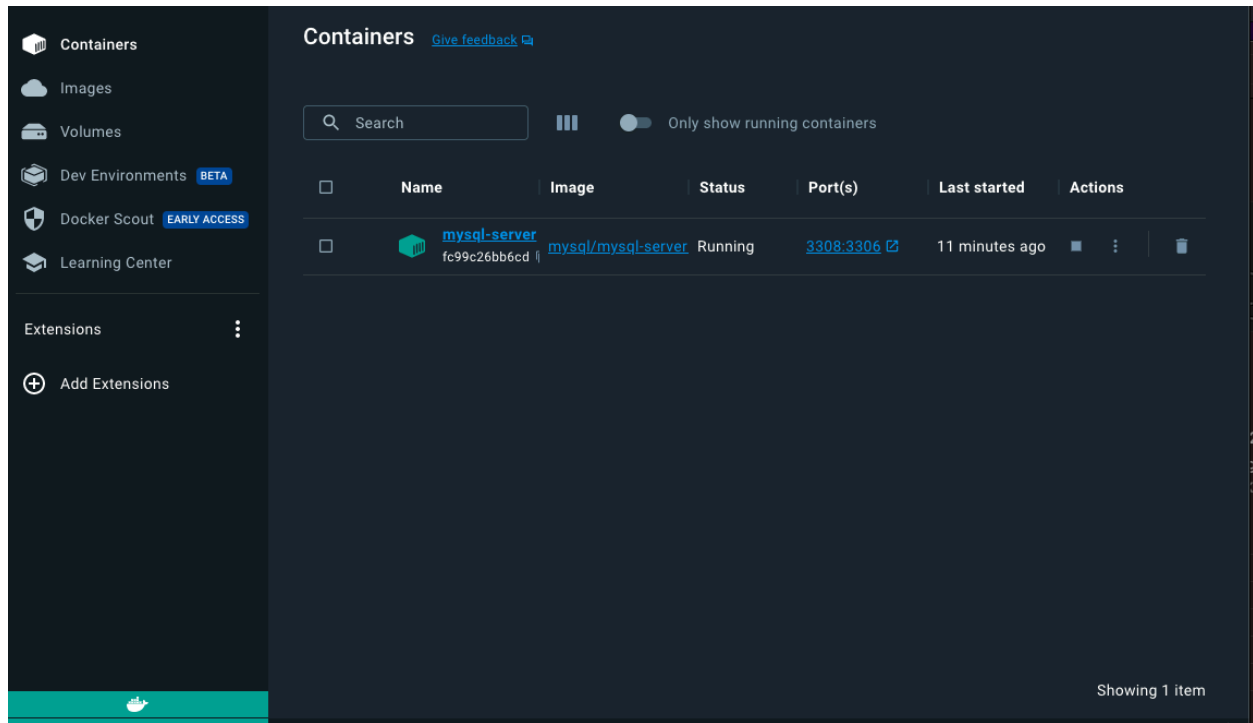 Containers
Images
Volumes
Dev Environments BETA
Docker Scout EARLY ACCESS
Learning Center
Extensions
Add Extensions
Containers Give feedback
Search
Only show running containers
Name Image Status Port(s) Last started Actions
mysql-server
fc99c26bb6cd
mysql/mysql-server Running 3308:3306 11 minutes ago
Showing 1 item